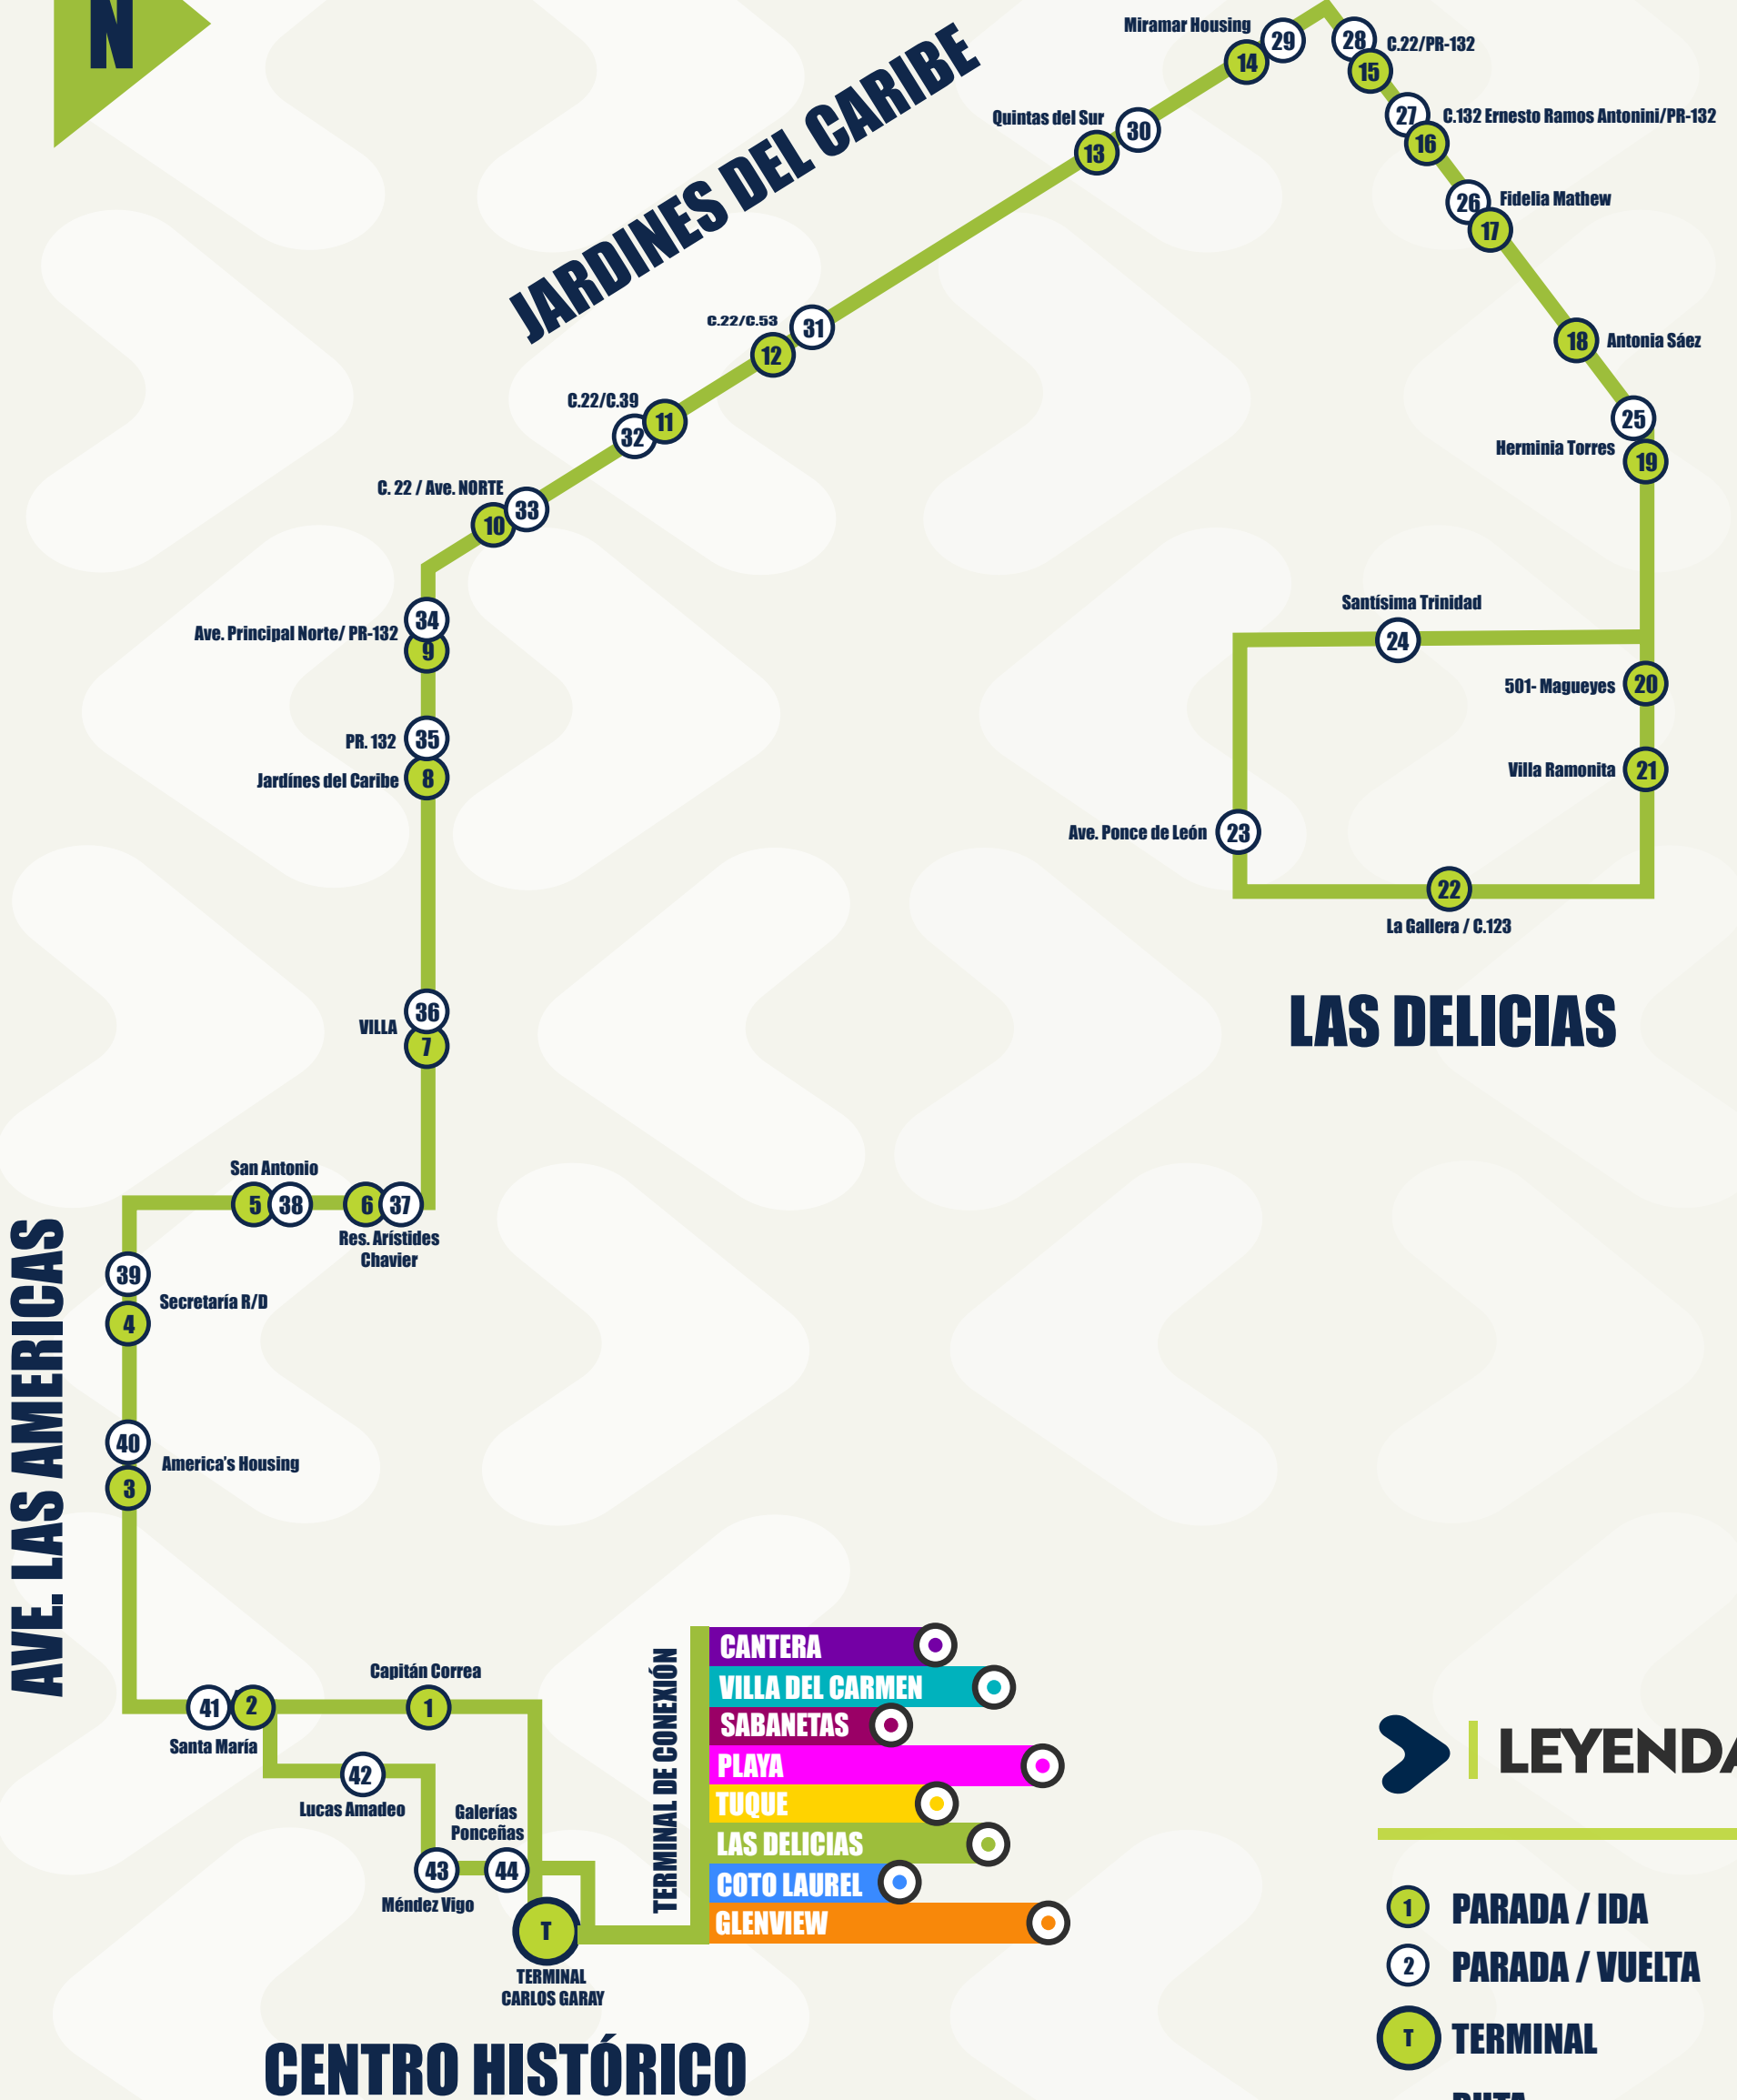 N
JARDINES DEL CARIBE
Miramar Housing
29
14
28
C.22/PR-132
15
27
C.132 Ernesto Ramos Antonini/PR-132
16
Quintas del Sur
30
13
26
Fidelia Mathew
17
C.22/C.53
31
12
18
Antonia Sáez
C.22/C.39
32
11
25
Herminia Torres
19
C. 22 / Ave. NORTE
10
33
34
Ave. Principal Norte/ PR-132
9
Santísima Trinidad
24
501- Magueyes
20
PR. 132
35
Jardínes del Caribe
8
Villa Ramonita
21
Ave. Ponce de León
23
22
La Gallera / C.123
LAS DELICIAS
36
VILLA
7
San Antonio
5
38
6
37
Res. Arístides
Chavier
AVE. LAS AMERICAS
39
Secretaría R/D
4
40
America's Housing
3
Capitán Correa
41
2
1
Santa María
42
Lucas Amadeo
Galerías
Ponceñas
43
44
Méndez Vigo
T
TERMINAL
CARLOS GARAY
TERMINAL DE CONEXIÓN
CANTERA
VILLA DEL CARMEN
SABANETAS
PLAYA
TUQUE
LAS DELICIAS
COTO LAUREL
GLENVIEW
CENTRO HISTÓRICO
LEYENDA
1 PARADA / IDA
2 PARADA / VUELTA
T TERMINAL